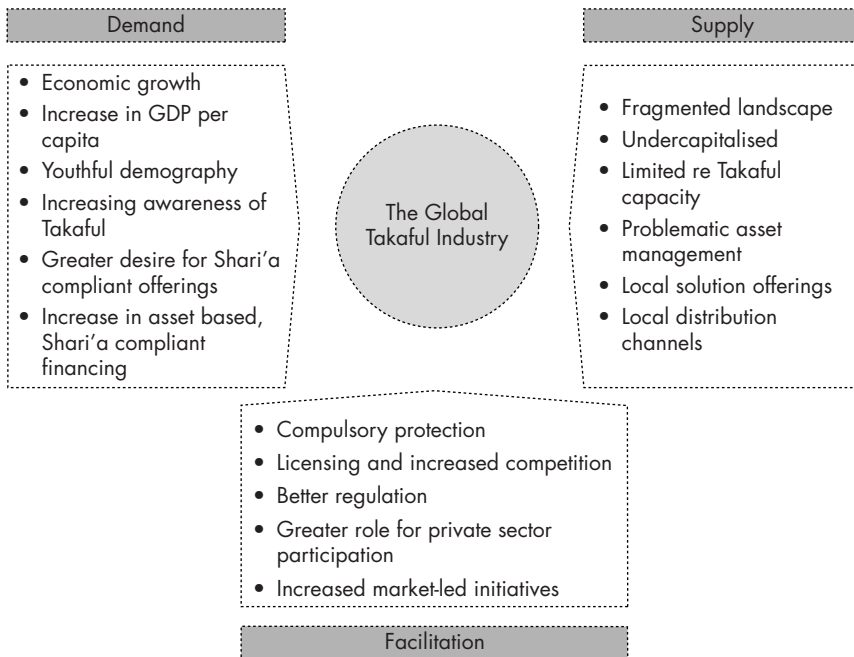 Demand
• Economic growth
• Increase in GDP per
capita
• Youthful demography
• Increasing awareness of
Takaful
• Greater desire for Shari'a
compliant offerings
• Increase in asset based,
Shari'a compliant
financing
The Global
Takaful Industry
Supply
• Fragmented landscape
• Undercapitalised
• Limited re Takaful
capacity
• Problematic asset
management
• Local solution offerings
• Local distribution
channels
• Compulsory protection
• Licensing and increased competition
• Better regulation
• Greater role for private sector
participation
• Increased market-led initiatives
Facilitation